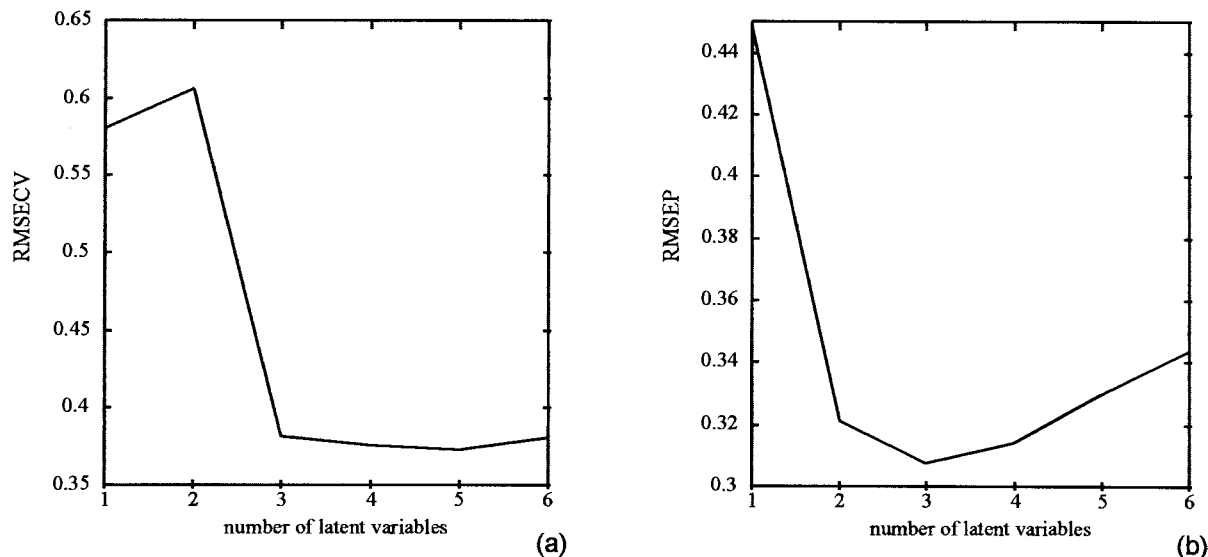 0.65
0.6
0.55
0.5
0.45
0.4
0.35
RMSECV
1 2 3 4 5 6
number of latent variables
(a)
0.44
0.42
0.4
0.38
0.36
0.34
0.32
0.3
RMSEP
1 2 3 4 5 6
number of latent variables
(b)